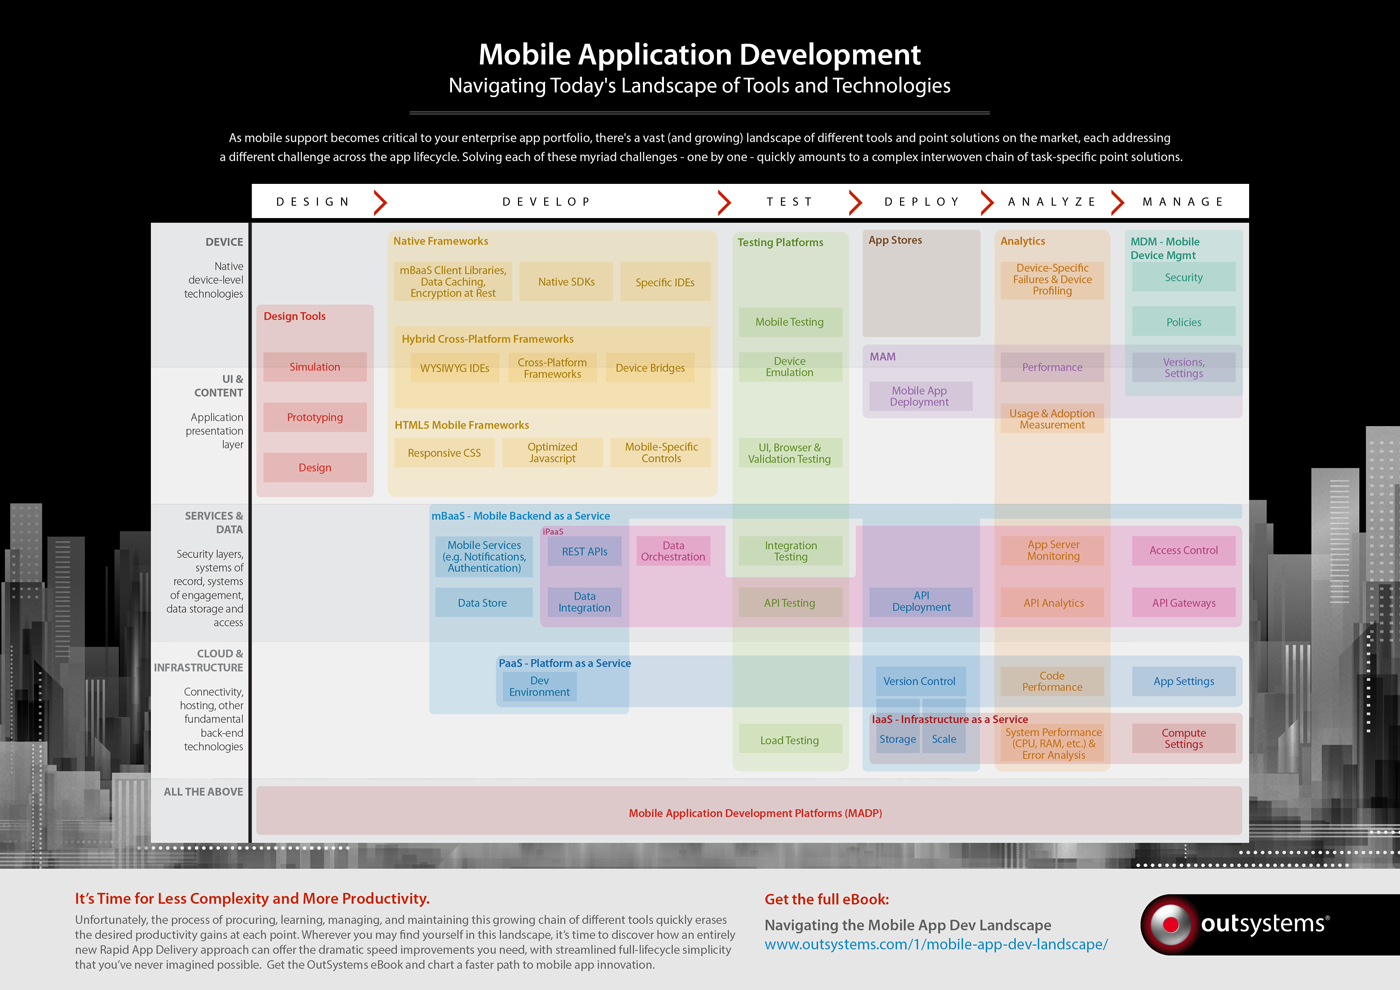 Mobile Application Development
Navigating Today's Landscape of Tools and Technologies
As mobile support becomes critical to your enterprise app portfolio, there's a vast (and growing) landscape of different tools and point solutions on the market, each addressing
a different challenge across the app lifecycle. Solving each of these myriad challenges - one by one - quickly amounts to a complex interwoven chain of task-specific point solutions.
DESIGN
DEVELOP
TEST
DEPLOY
ANALYZE
MANAGE
DEVICE
Native
device-level
technologies
UI &
CONTENT
Application
presentation
layer
SERVICES &
DATA
Security layers,
systems of
record, systems
of engagement,
data storage and
access
CLOUD &
INFRASTRUCTURE
Connectivity,
hosting, other
fundamental
back-end
technologies
ALL THE ABOVE
Design Tools
Simulation
Prototyping
Design
Native Frameworks
mBaaS Client Libraries,
Data Caching,
Encryption at Rest
Native SDKs
Specific IDEs
Hybrid Cross-Platform Frameworks
WYSIWYG IDEs
Cross-Platform
Frameworks
Device Bridges
HTML5 Mobile Frameworks
Responsive CSS
Optimized
Javascript
Mobile-Specific
Controls
Testing Platforms
Mobile Testing
Device
Emulation
UI, Browser &
Validation Testing
Integration
Testing
API Testing
Load Testing
App Stores
MAM
Mobile App
Deployment
Analytics
Device-Specific
Failures & Device
Profiling
Performance
Usage & Adoption
Measurement
MDM - Mobile
Device Mgmt
Security
Policies
Versions,
Settings
mBaaS - Mobile Backend as a Service
Mobile Services
(e.g. Notifications,
Authentication)
Data Store
iPaaS
REST APIs
Data
Integration
Data
Orchestration
API
Deployment
App Server
Monitoring
API Analytics
Access Control
API Gateways
PaaS - Platform as a Service
Dev
Environment
Version Control
Code
Performance
App Settings
IaaS - Infrastructure as a Service
Storage
Scale
System Performance
(CPU, RAM, etc.) &
Error Analysis
Compute
Settings
Mobile Application Development Platforms (MADP)
It's Time for Less Complexity and More Productivity.
Unfortunately, the process of procuring, learning, managing, and maintaining this growing chain of different tools quickly erases
the desired productivity gains at each point. Wherever you may find yourself in this landscape, it's time to discover how an entirely
new Rapid App Delivery approach can offer the dramatic speed improvements you need, with streamlined full-lifecycle simplicity
that you've never imagined possible. Get the OutSystems eBook and chart a faster path to mobile app innovation.
Get the full eBook:
Navigating the Mobile App Dev Landscape
www.outsystems.com/1/mobile-app-dev-landscape/
outsystems®